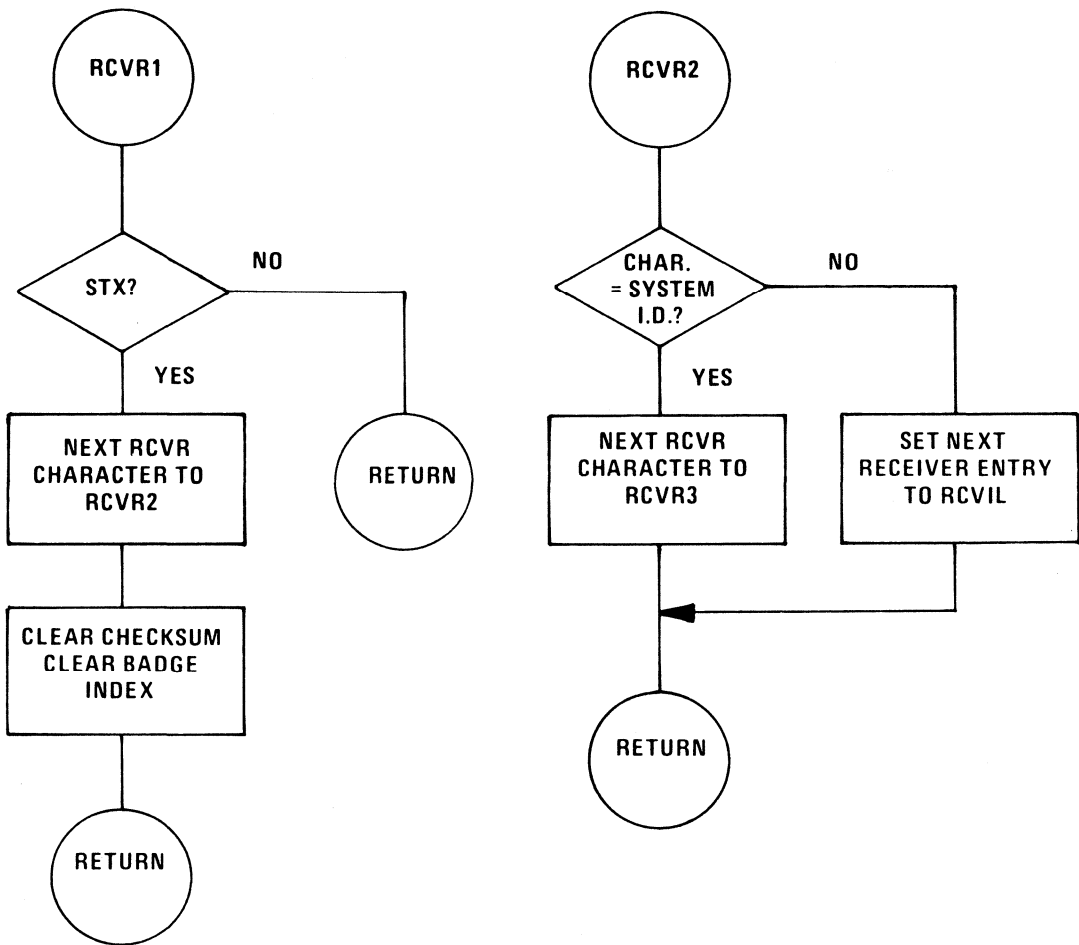 RCVR1
STX?
NO
YES
NEXT RCVR
CHARACTER TO
RCVR2
RETURN
CLEAR CHECKSUM
CLEAR BADGE
INDEX
RETURN
RCVR2
CHAR.
= SYSTEM
I.D.?
NO
YES
NEXT RCVR
CHARACTER TO
RCVR3
SET NEXT
RECEIVER ENTRY
TO RCVIL
RETURN